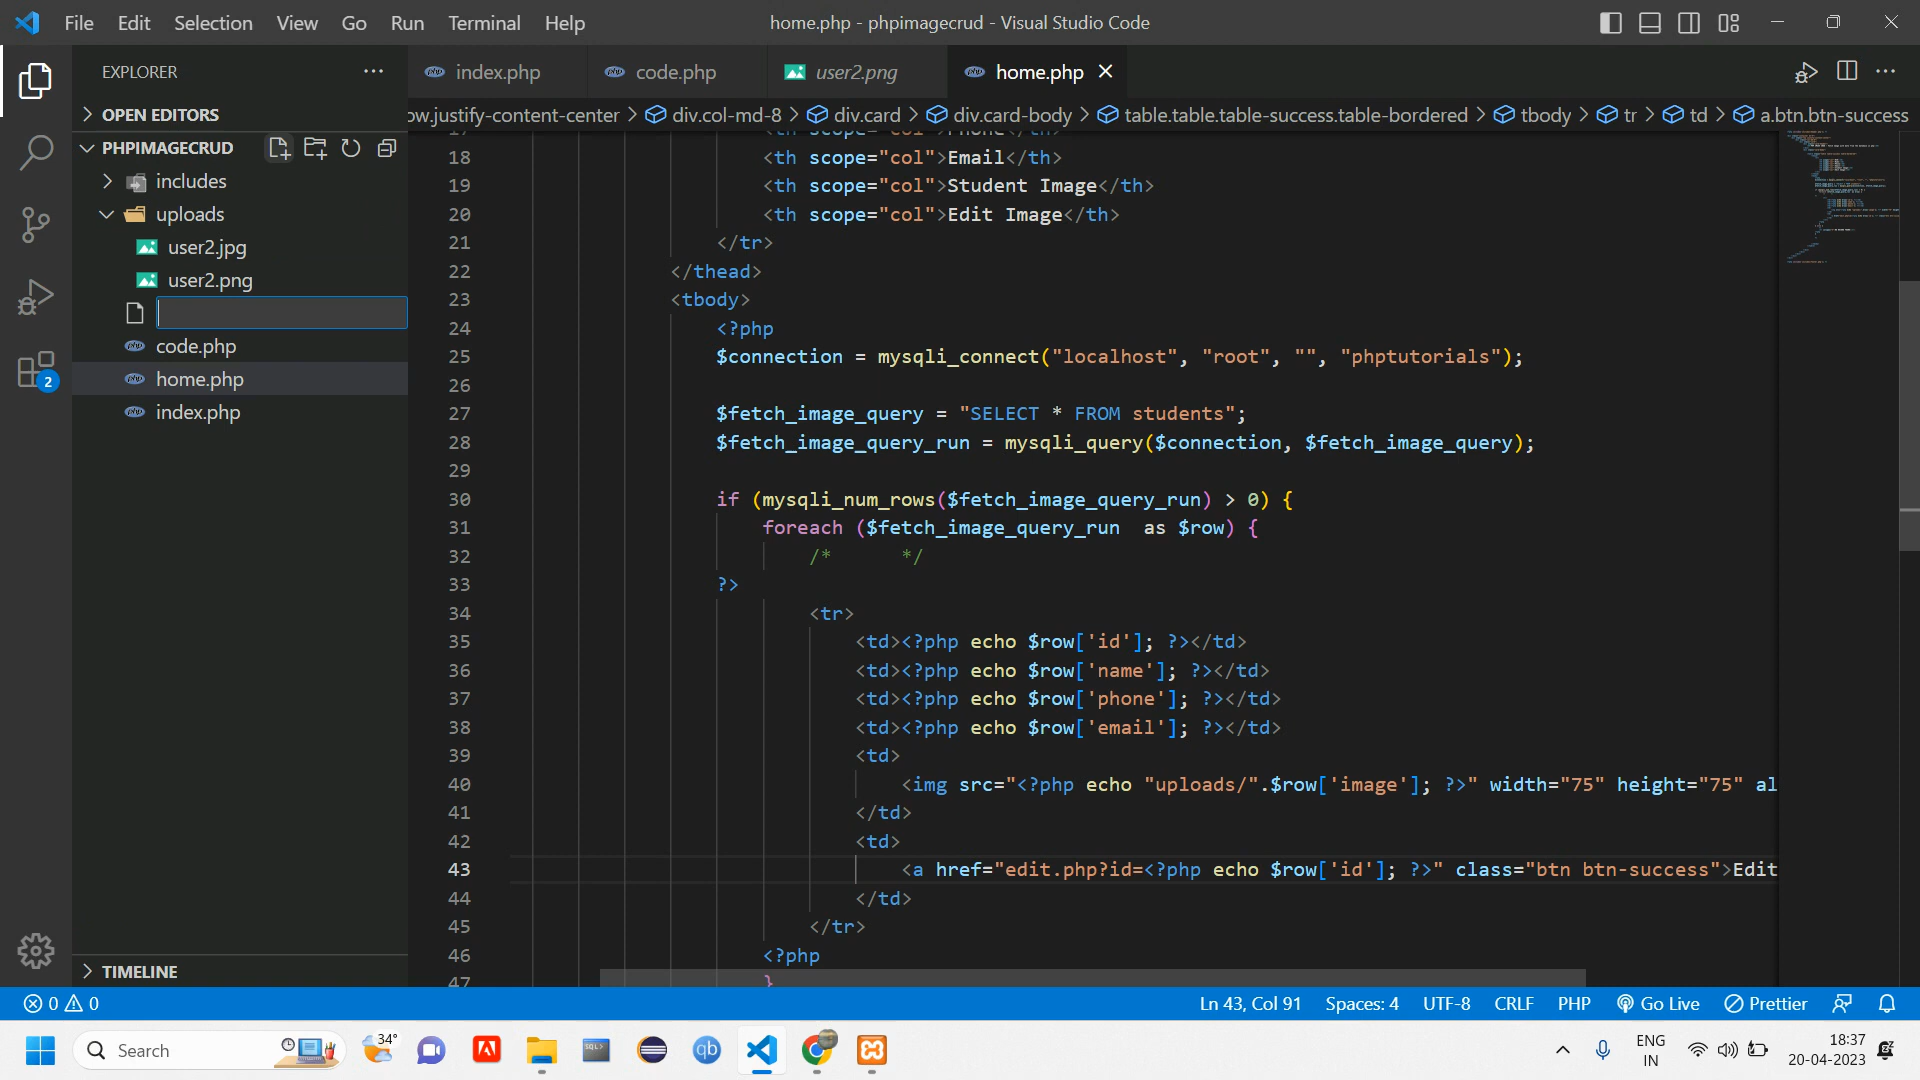 File Edit Selection View Go Run Terminal Help
home.php - phpimagecrud - Visual Studio Code
EXPLORER
index.php
code.php
user2.png
home.php
OPEN EDITORS
ow.justify-content-center > div.col-md-8 > div.card > div.card-body > table.table.table-success.table-bordered > tbody > tr > td > a.btn.btn-success
PHPIMAGECRUD
includes
uploads
user2.jpg
user2.png
code.php
home.php
index.php
TIMELINE
17 <th scope="col">Phone</th>
18 <th scope="col">Email</th>
19 <th scope="col">Student Image</th>
20 <th scope="col">Edit Image</th>
21 </tr>
22 </thead>
23 <tbody>
24 <?php
25 $connection = mysqli_connect("localhost", "root", "", "phptutorials");
26
27 $fetch_image_query = "SELECT * FROM students";
28 $fetch_image_query_run = mysqli_query($connection, $fetch_image_query);
29
30 if (mysqli_num_rows($fetch_image_query_run) > 0) {
31 foreach ($fetch_image_query_run  as $row) {
32 /*      */
33 ?>
34 <tr>
35 <td><?php echo $row['id']; ?></td>
36 <td><?php echo $row['name']; ?></td>
37 <td><?php echo $row['phone']; ?></td>
38 <td><?php echo $row['email']; ?></td>
39 <td>
40 <img src="<?php echo "uploads/".$row['image']; ?>" width="75" height="75" al
41 </td>
42 <td>
43 <a href="edit.php?id=<?php echo $row['id']; ?>" class="btn btn-success">Edit
44 </td>
45 </tr>
46 <?php
47 }
0 0
Ln 43, Col 91 Spaces: 4 UTF-8 CRLF PHP Go Live Prettier
2
Search
34°
SQL>
qb
ENG
IN
18:37
20-04-2023